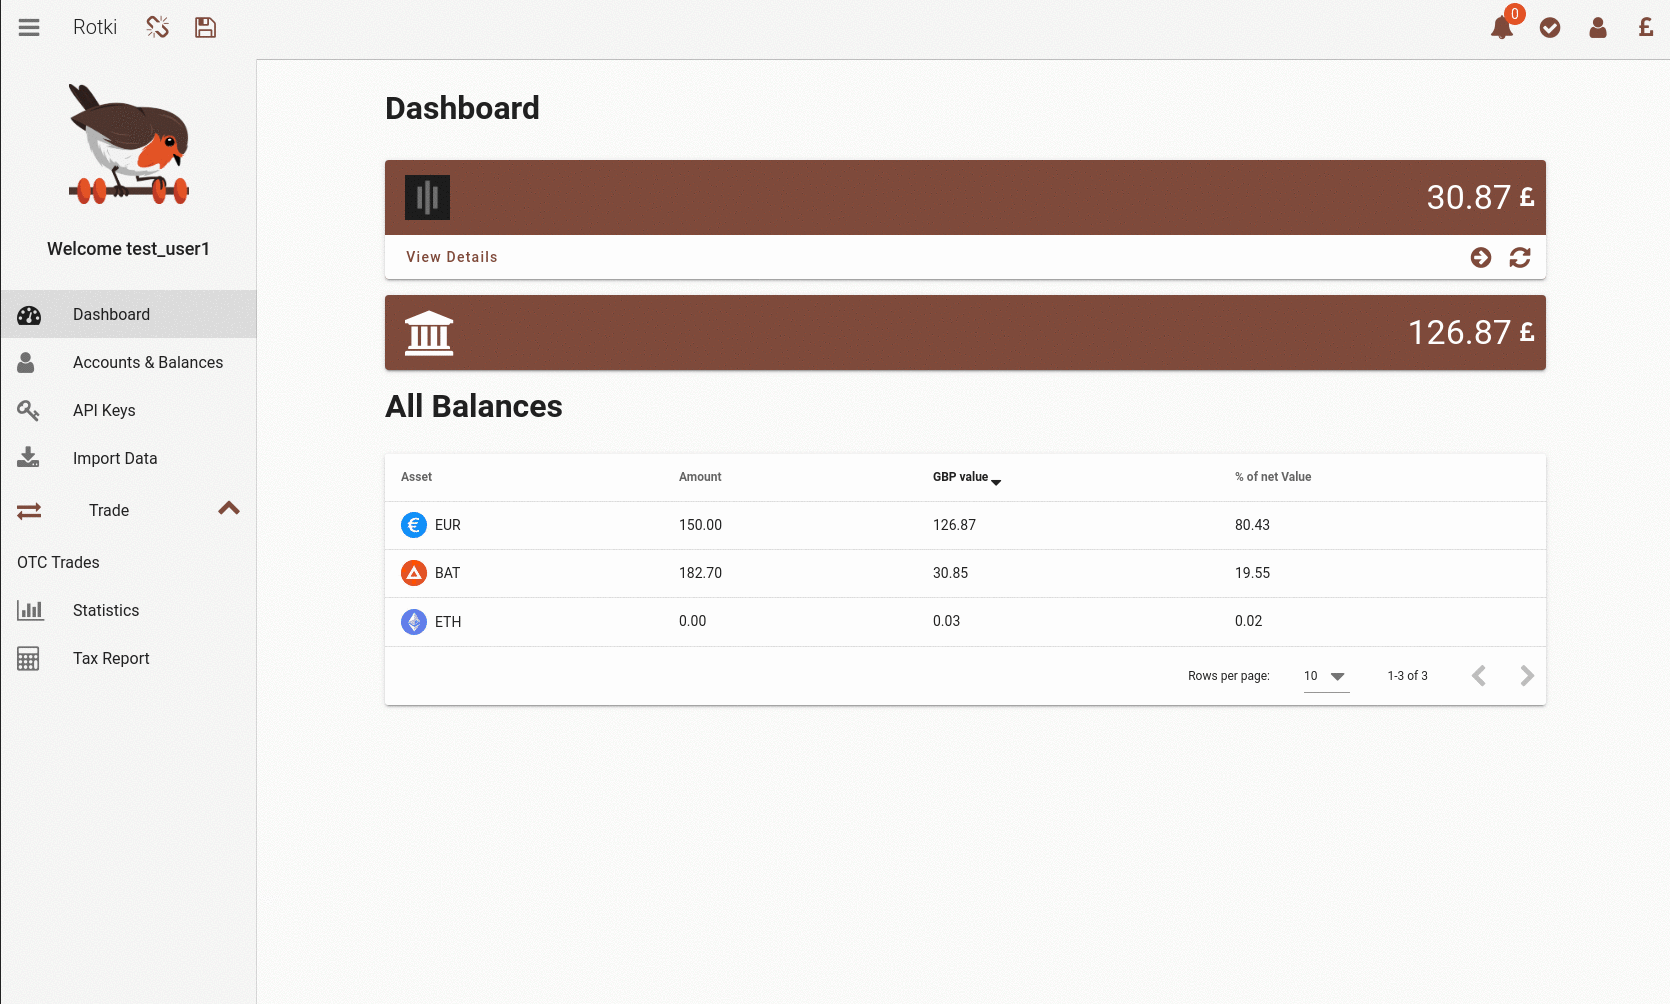 Rotki
0
£
Welcome test_user1
Dashboard
Accounts & Balances
API Keys
Import Data
Trade
OTC Trades
Statistics
Tax Report
Dashboard
30.87 £
View Details
126.87 £
All Balances
Asset Amount GBP value % of net Value
EUR 150.00 126.87 80.43
BAT 182.70 30.85 19.55
ETH 0.00 0.03 0.02
Rows per page: 10 1-3 of 3